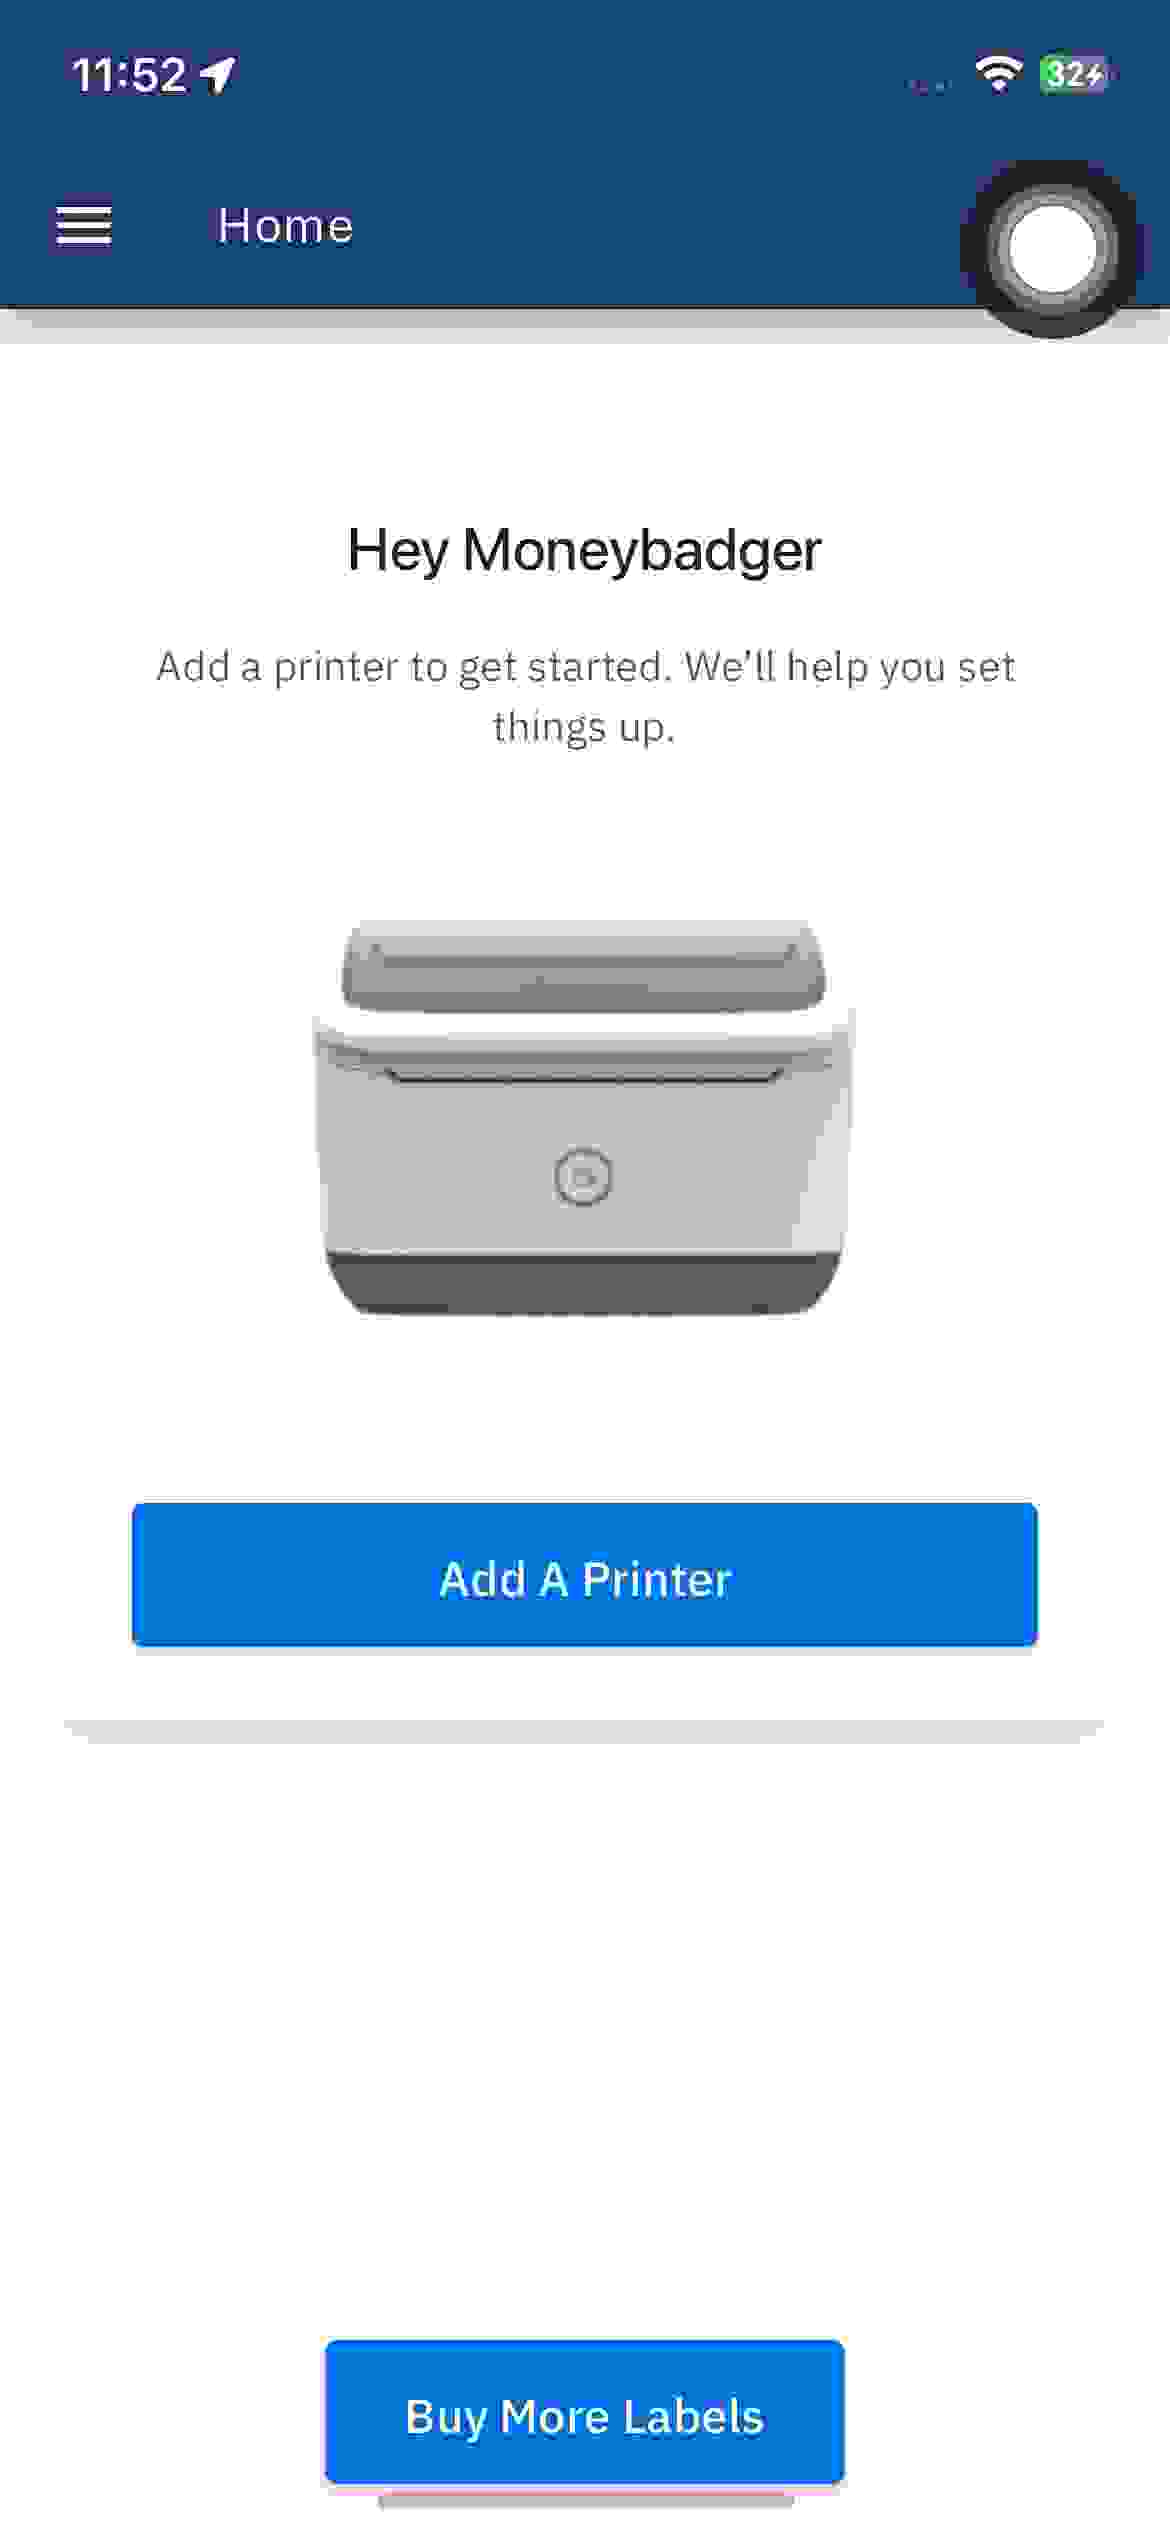 11:52
32
Home
Hey Moneybadger
Add a printer to get started. We'll help you set
things up.
Add A Printer
Buy More Labels